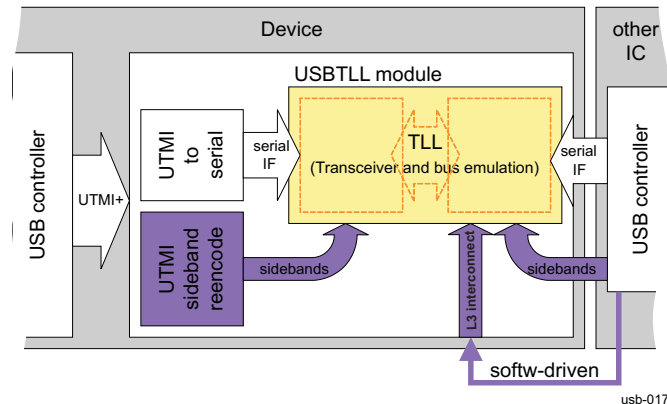 Device
other
IC
USBTLL module
USB controller
UTMI+
UTMI
to
serial
serial
IF
TLL
(Transceiver and bus emulation)
serial
IF
USB controller
UTMI
sideband
reencode
sidebands
L3 interconnect
sidebands
softw-driven
usb-017